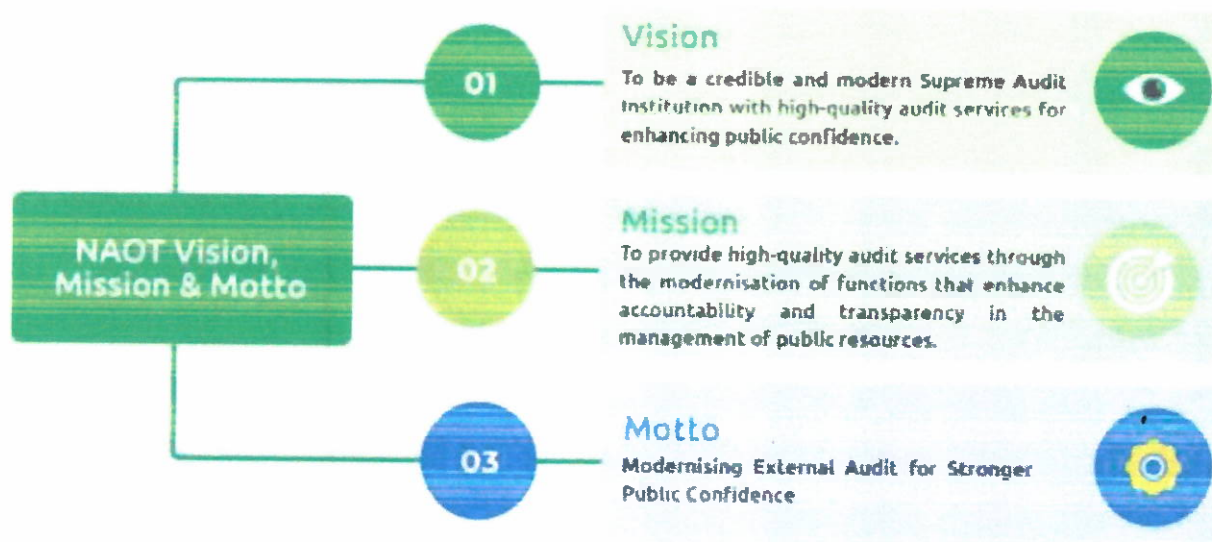 NAOT Vision,
Mission & Motto
01
Vision
To be a credible and modern Supreme Audit
Institution with high-quality audit services for
enhancing public confidence.
02
Mission
To provide high-quality audit services through
the modernisation of functions that enhance
accountability and transparency in the
management of public resources.
03
Motto
Modernising External Audit for Stronger
Public Confidence